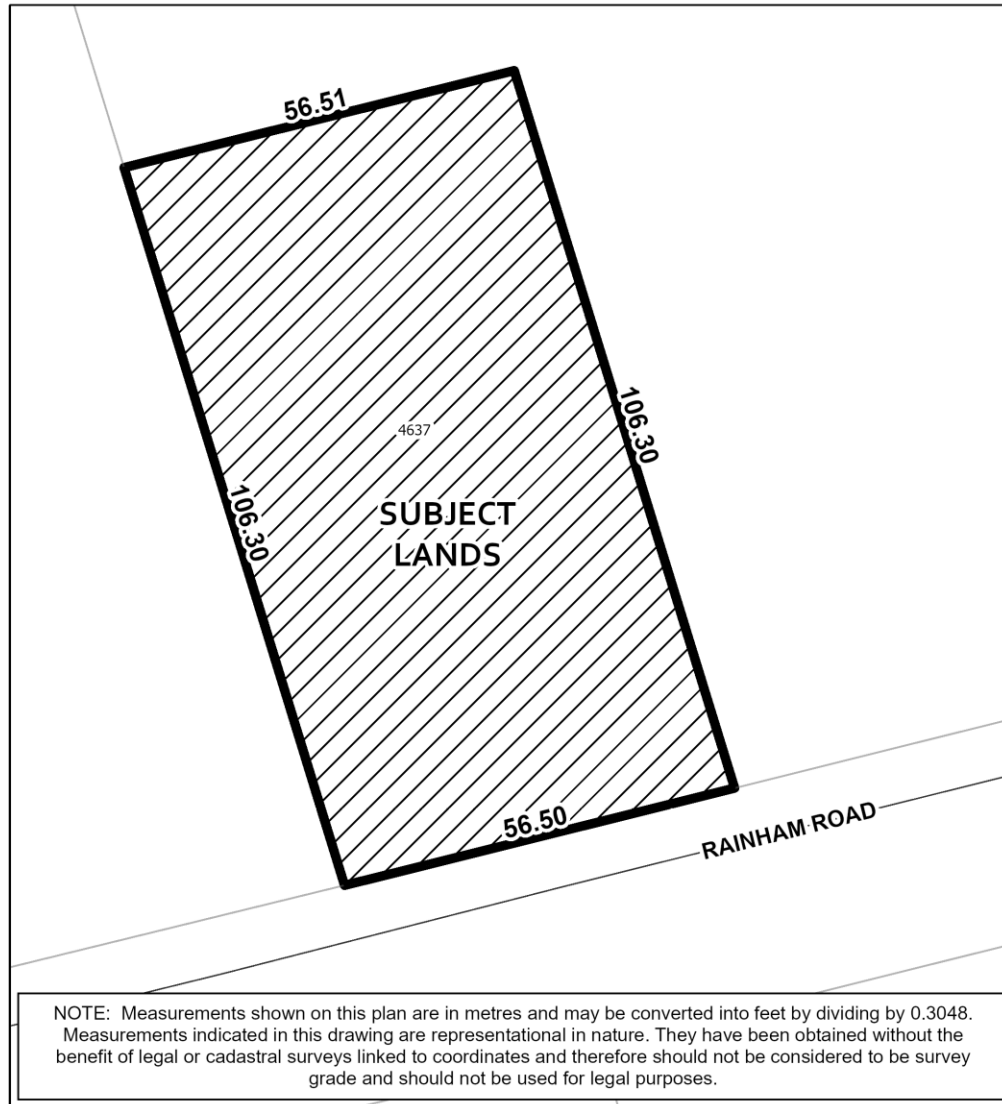 56.51
106.30
4637
106.30
SUBJECT
LANDS
56.50
RAINHAM ROAD
NOTE: Measurements shown on this plan are in metres and may be converted into feet by dividing by 0.3048.
Measurements indicated in this drawing are representational in nature. They have been obtained without the
benefit of legal or cadastral surveys linked to coordinates and therefore should not be considered to be survey
grade and should not be used for legal purposes.